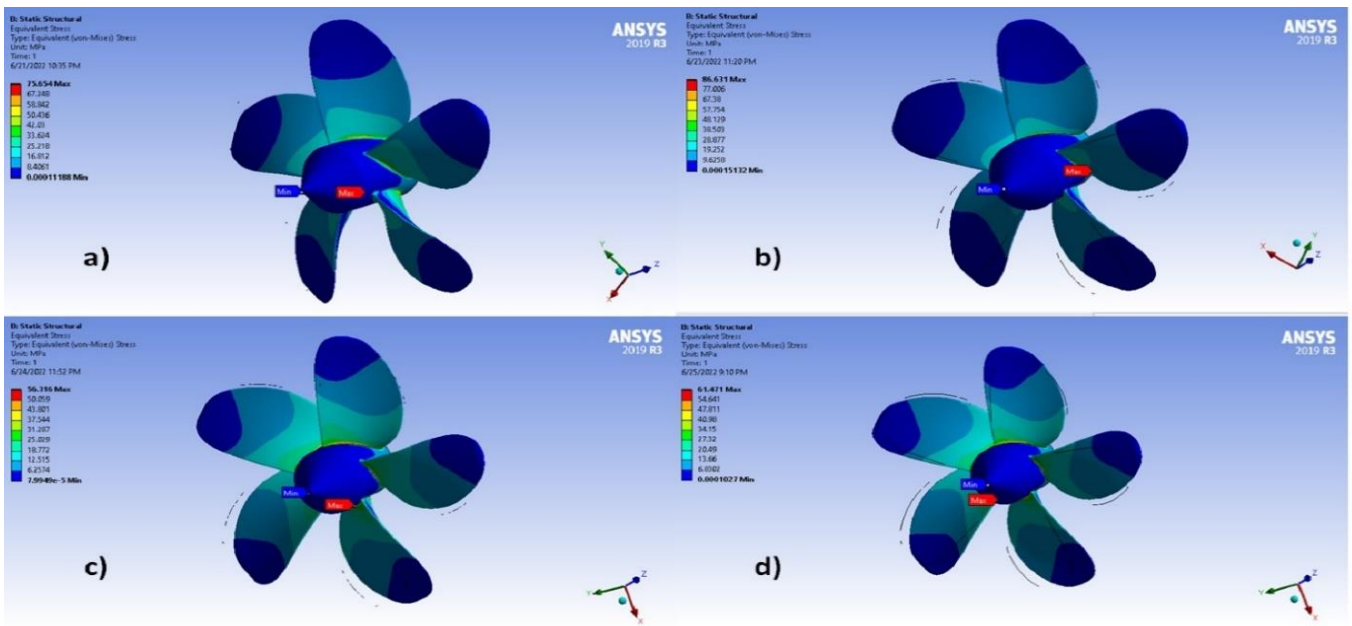 B: Static Structural
Equivalent Stress
Type: Equivalent (von-Mises) Stress
Unit: MPa
Time: 1
6/21/2022 10:35 PM
75.654 Max
67.248
58.842
50.436
42.03
33.624
25.218
16.812
8.4061
0.00011188 Min
ANSYS
2019 R3
Min
Max
a)
Y
Z
X
B: Static Structural
Equivalent Stress
Type: Equivalent (von-Mises) Stress
Unit: MPa
Time: 1
6/23/2022 11:20 PM
86.631 Max
77.006
67.38
57.754
48.129
38.503
28.877
19.252
9.6258
0.00015132 Min
ANSYS
2019 R3
Max
Min
b)
X
Y
Z
B: Static Structural
Equivalent Stress
Type: Equivalent (von-Mises) Stress
Unit: MPa
Time: 1
6/24/2022 11:52 PM
56.316 Max
50.059
43.801
37.544
31.287
25.029
18.772
12.515
6.2574
7.9949e-5 Min
ANSYS
2019 R3
Min
Max
c)
Z
Y
X
B: Static Structural
Equivalent Stress
Type: Equivalent (von-Mises) Stress
Unit: MPa
Time: 1
6/25/2022 9:10 PM
61.471 Max
54.641
47.811
40.98
34.15
27.32
20.49
13.66
6.8302
0.0001027 Min
ANSYS
2019 R3
Min
Max
d)
Z
Y
X